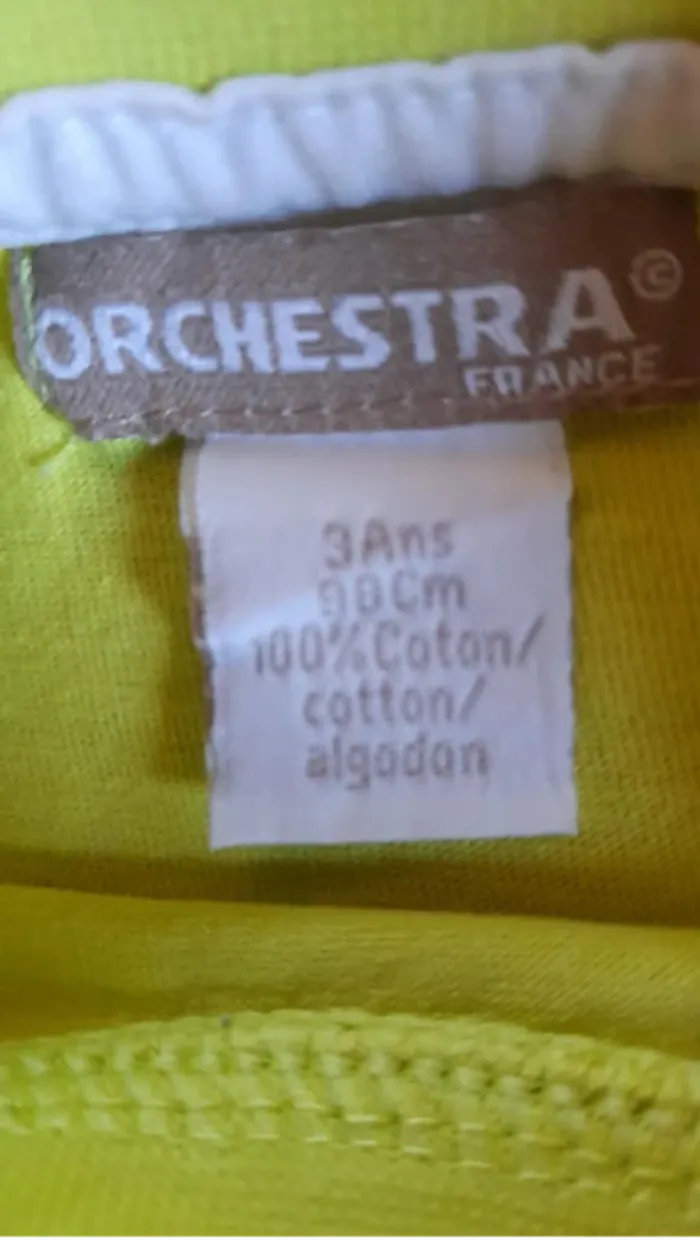 ORCHESTRA©
FRANCE
3Ans
98Cm
100%Coton/
cotton/
algodon